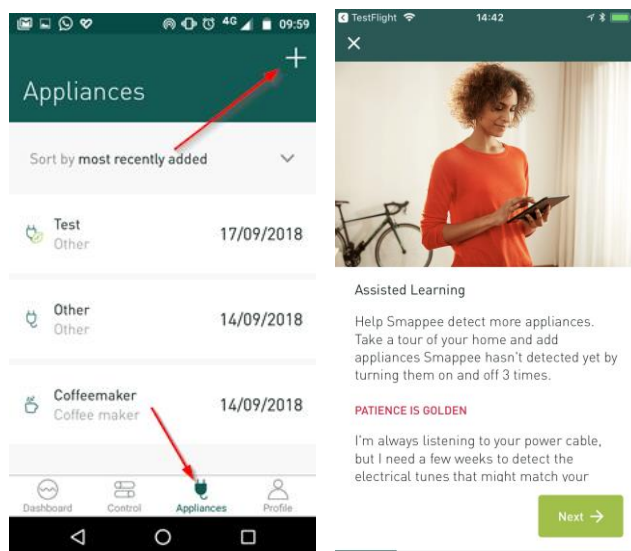 4G 09:59
Appliances
Sort by most recently added
Test
Other
17/09/2018
Other
Other
14/09/2018
Coffeemaker
Coffee maker
14/09/2018
Dashboard Control Appliances Profile
TestFlight 14:42
Assisted Learning
Help Smappee detect more appliances.
Take a tour of your home and add
appliances Smappee hasn't detected yet by
turning them on and off 3 times.
PATIENCE IS GOLDEN
I'm always listening to your power cable,
but I need a few weeks to detect the
electrical tunes that might match your
Next →